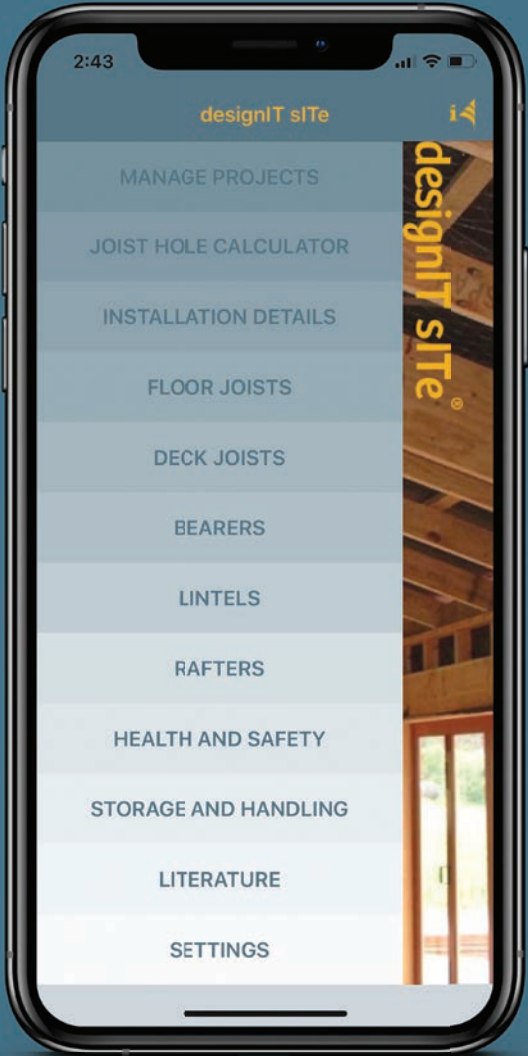 2:43
designIT sITe
MANAGE PROJECTS
JOIST HOLE CALCULATOR
INSTALLATION DETAILS
FLOOR JOISTS
DECK JOISTS
BEARERS
LINTELS
RAFTERS
HEALTH AND SAFETY
STORAGE AND HANDLING
LITERATURE
SETTINGS
designIT sITe®